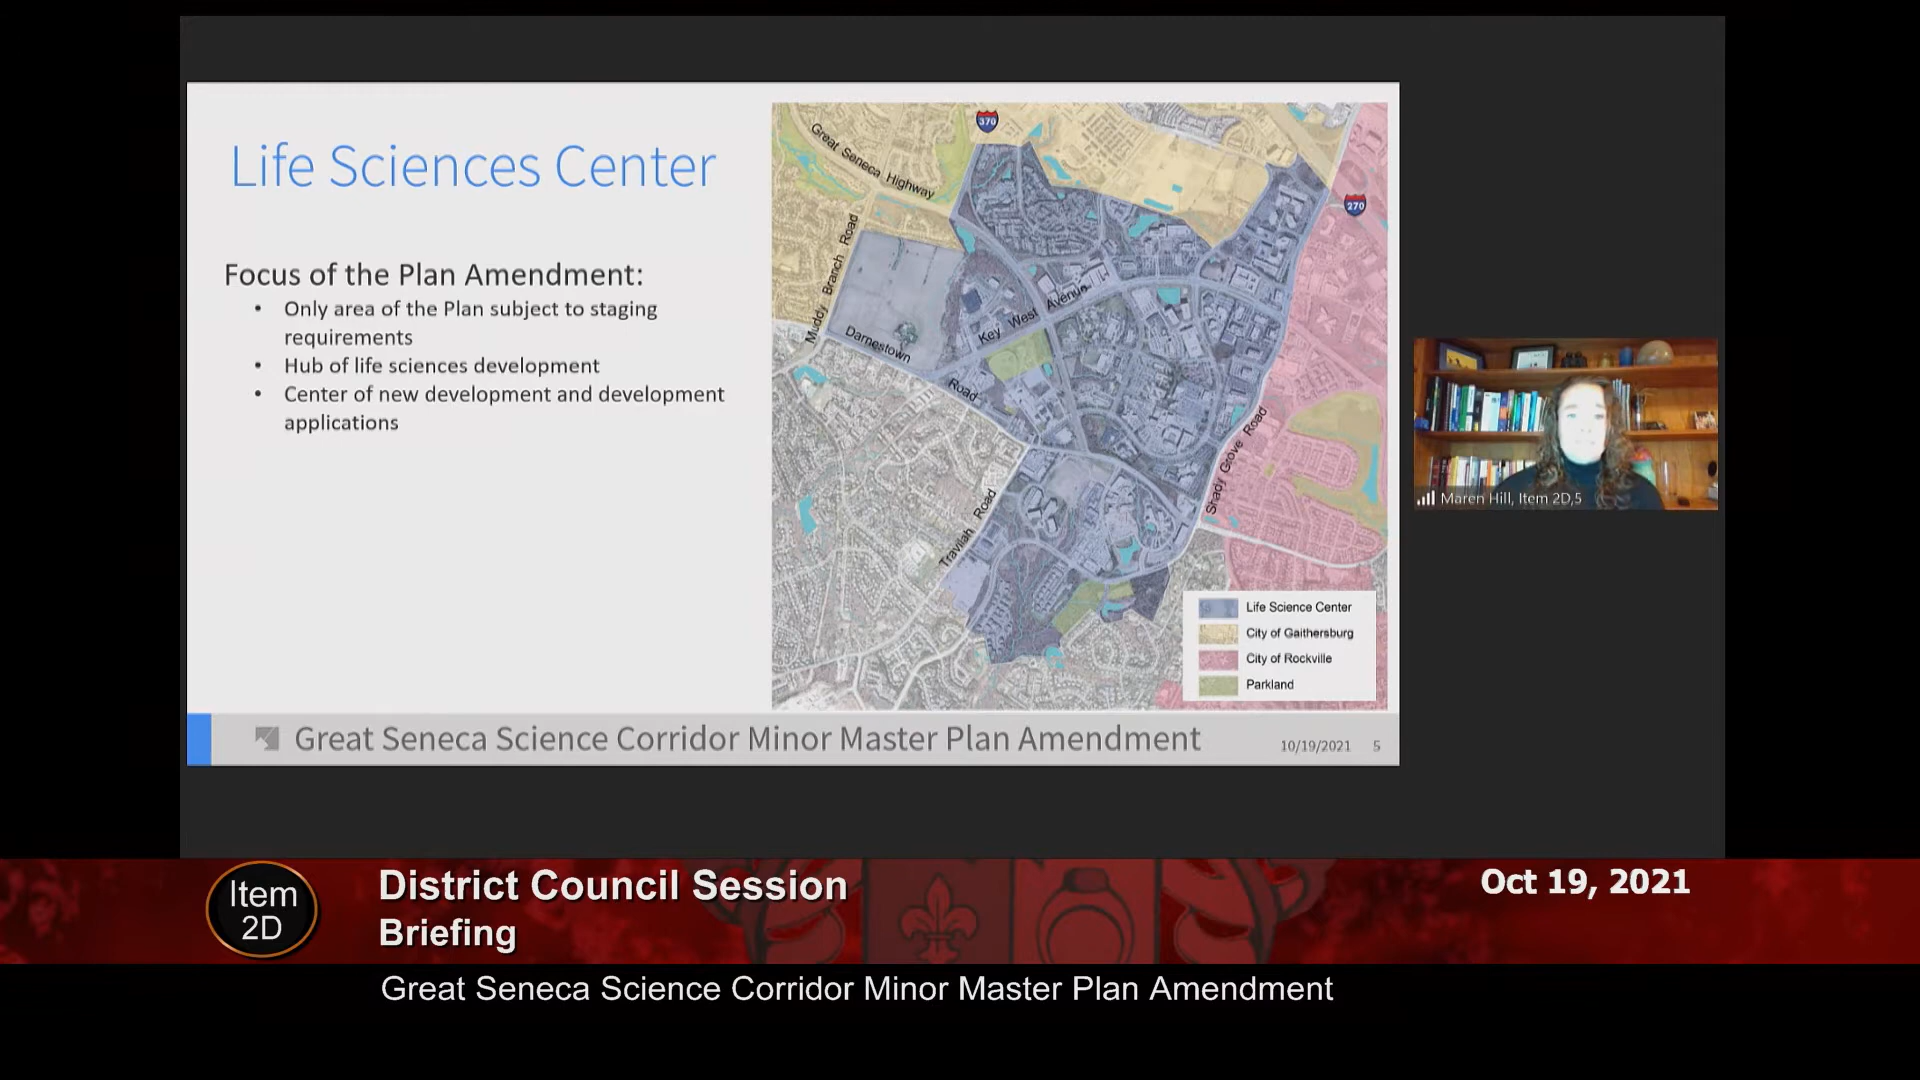 Life Sciences Center
Focus of the Plan Amendment:
• Only area of the Plan subject to staging
requirements
• Hub of life sciences development
• Center of new development and development
applications
370
Great Seneca Highway
270
Muddy Branch Road
Key West Avenue
Darnestown
Road
Shady Grove Road
Travilah Road
Life Science Center
City of Gaithersburg
City of Rockville
Parkland
Great Seneca Science Corridor Minor Master Plan Amendment
10/19/2021 5
Maren Hill, Item 2D,5
Item
2D
District Council Session
Briefing
Oct 19, 2021
Great Seneca Science Corridor Minor Master Plan Amendment